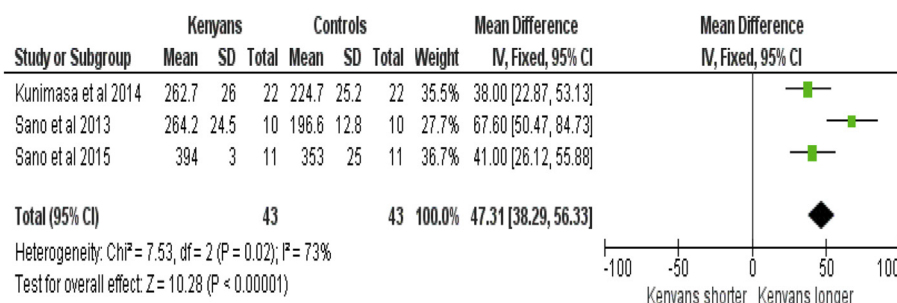 Kenyans Controls Mean Difference Mean Difference
Study or Subgroup Mean SD Total Mean SD Total Weight IV, Fixed, 95% CI IV, Fixed, 95% CI
Kunimasa et al 2014 262.7 26 22 224.7 25.2 22 35.5% 38.00 [22.87, 53.13]
Sano et al 2013 264.2 24.5 10 196.6 12.8 10 27.7% 67.60 [50.47, 84.73]
Sano et al 2015 394 3 11 353 25 11 36.7% 41.00 [26.12, 55.88]
Total (95% CI) 43 43 100.0% 47.31 [38.29, 56.33]
Heterogeneity: Chi² = 7.53, df = 2 (P = 0.02); I² = 73%
Test for overall effect: Z = 10.28 (P < 0.00001)
-100 -50 0 50 100
Kenyans shorter Kenyans longer